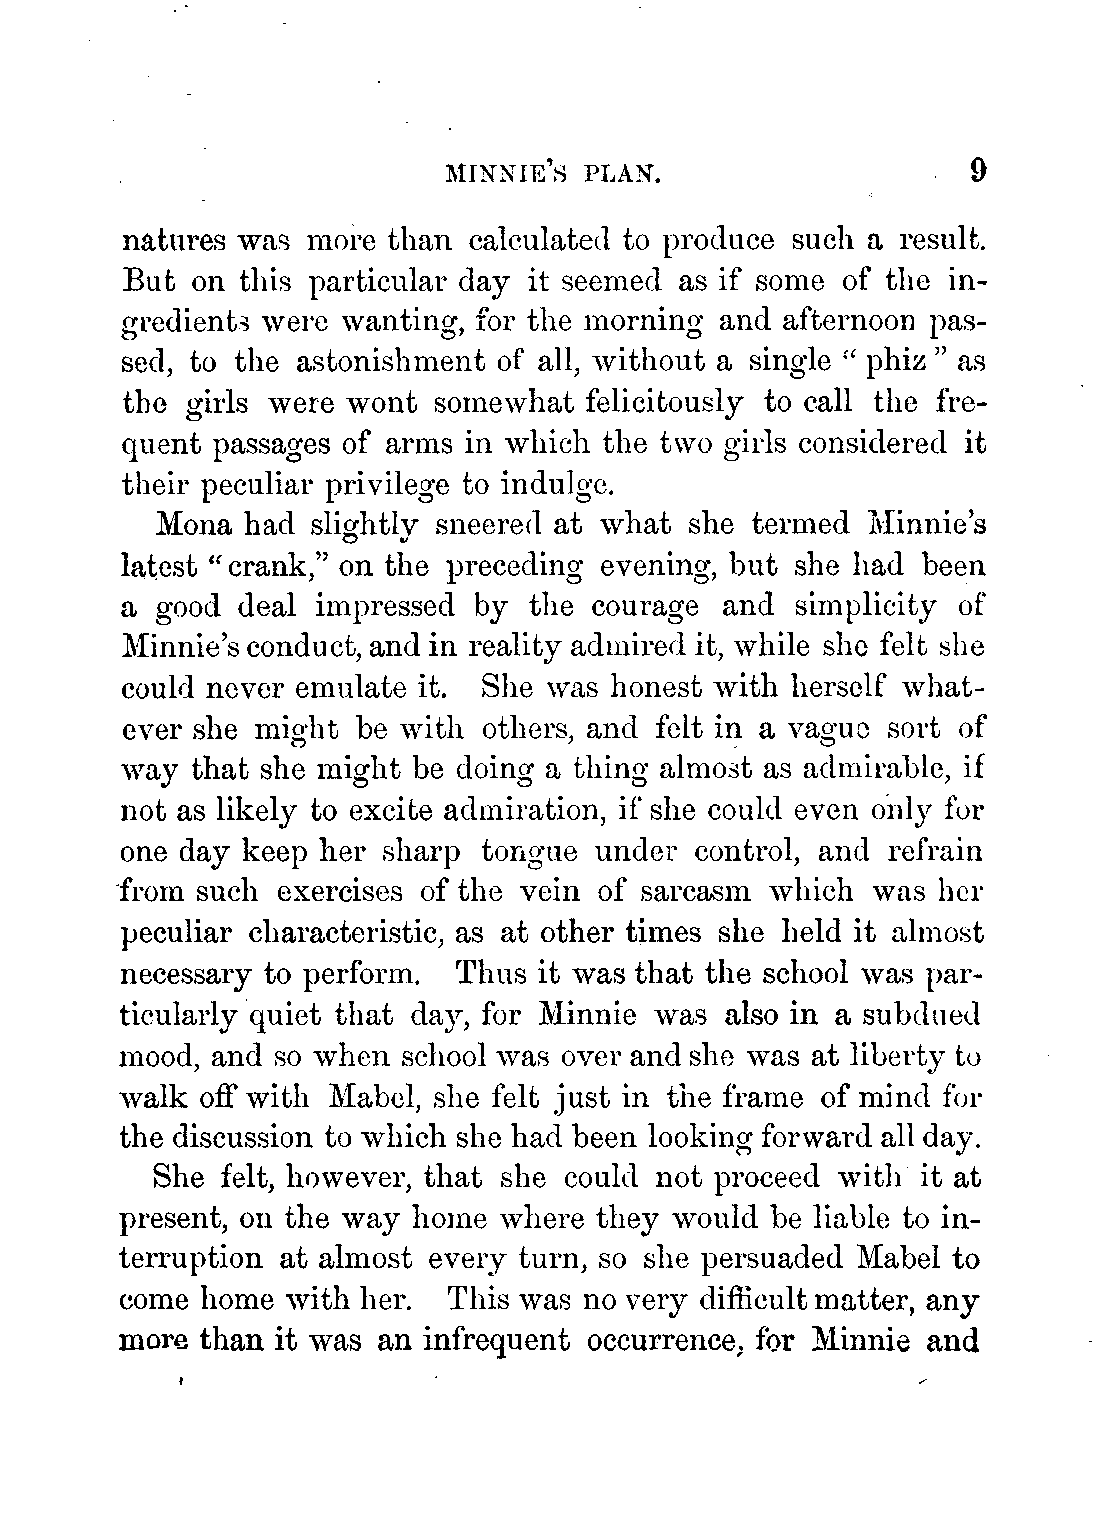 MINNIE'S PLAN. 9
natures was more than calculated to produce such a result.
But on this particular day it seemed as if some of the in-
gredients were wanting, for the morning and afternoon pas-
sed, to the astonishment of all, without a single “ phiz ” as
the girls were wont somewhat felicitously to call the fre-
quent passages of arms in which the two girls considered it
their peculiar privilege to indulge.
Mona had slightly sneered at what she termed Minnie's
latest “crank,” on the preceding evening, but she had been
a good deal impressed by the courage and simplicity of
Minnie's conduct, and in reality admired it, while she felt she
could never emulate it. She was honest with herself what-
ever she might be with others, and felt in a vague sort of
way that she might be doing a thing almost as admirable, if
not as likely to excite admiration, if she could even only for
one day keep her sharp tongue under control, and refrain
from such exercises of the vein of sarcasm which was her
peculiar characteristic, as at other times she held it almost
necessary to perform. Thus it was that the school was par-
ticularly quiet that day, for Minnie was also in a subdued
mood, and so when school was over and she was at liberty to
walk off with Mabel, she felt just in the frame of mind for
the discussion to which she had been looking forward all day.
She felt, however, that she could not proceed with it at
present, on the way home where they would be liable to in-
terruption at almost every turn, so she persuaded Mabel to
come home with her. This was no very difficult matter, any
more than it was an infrequent occurrence, for Minnie and